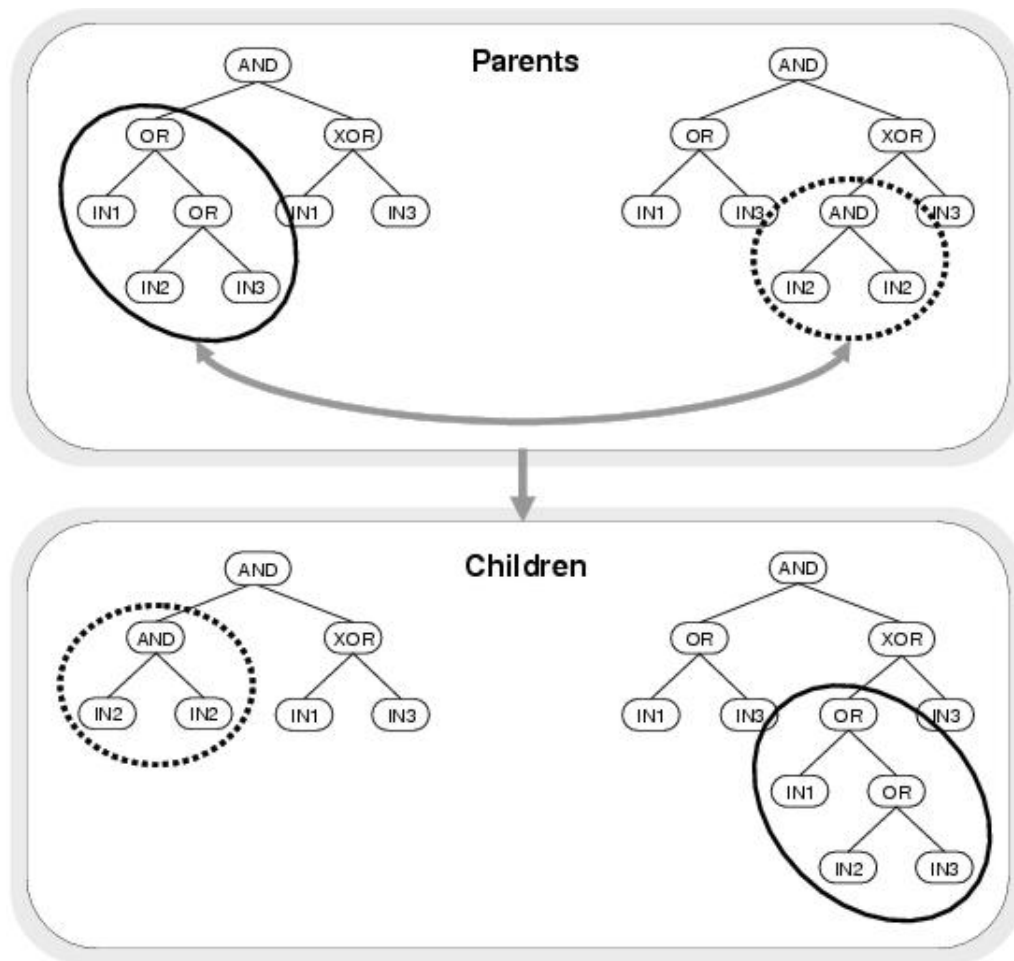 AND Parents AND
OR XOR OR XOR
IN1 OR IN1 IN3 IN1 IN3 AND IN3
IN2 IN3 IN2 IN2
AND Children AND
AND XOR OR XOR
IN2 IN2 IN1 IN3 IN1 IN3 OR IN3
IN1 OR
IN2 IN3